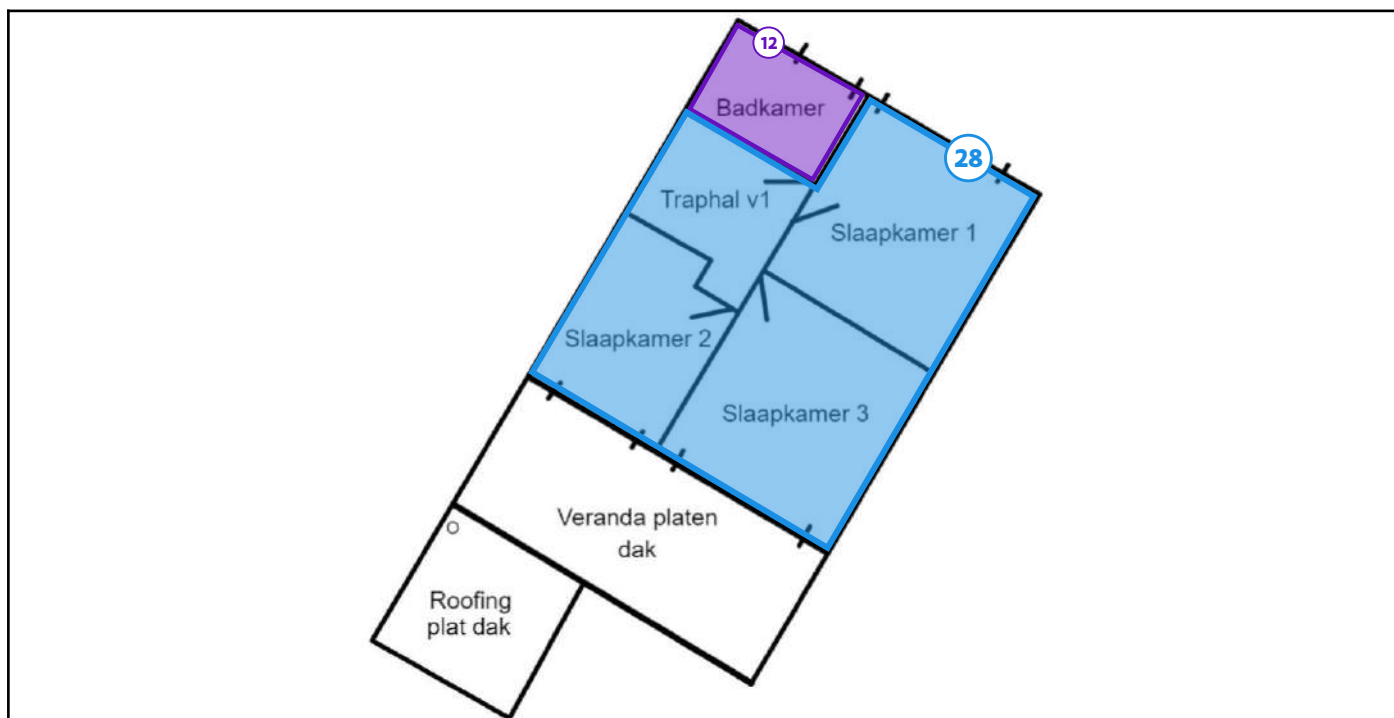 12
Badkamer
28
Traphal v1
Slaapkamer 1
Slaapkamer 2
Slaapkamer 3
Veranda platen
dak
Roofing
plat dak